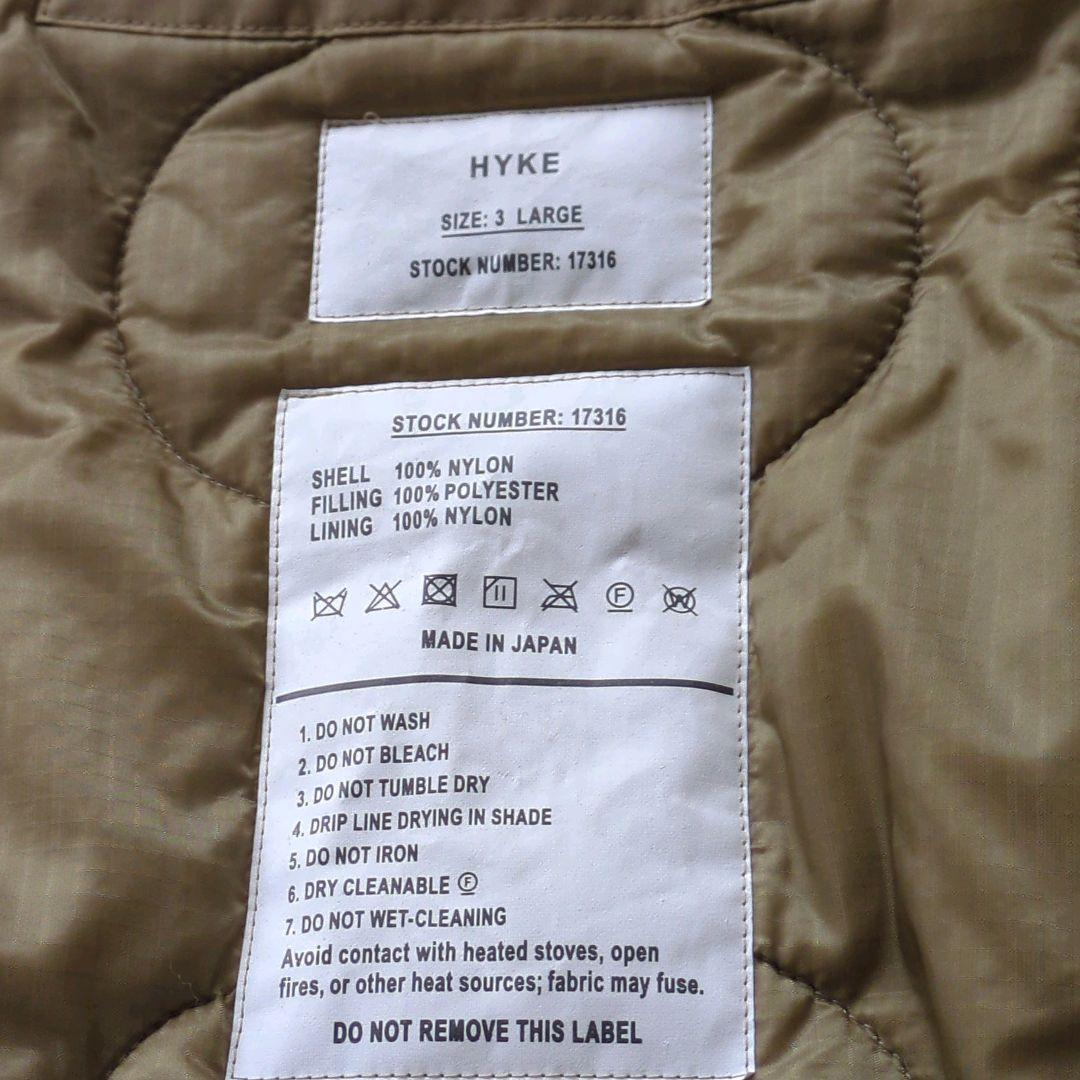 HYKE
SIZE: 3 LARGE
STOCK NUMBER: 17316
STOCK NUMBER: 17316
SHELL 100% NYLON
FILLING 100% POLYESTER
LINING 100% NYLON
F W
MADE IN JAPAN
1. DO NOT WASH
2. DO NOT BLEACH
3. DO NOT TUMBLE DRY
4. DRIP LINE DRYING IN SHADE
5. DO NOT IRON
6. DRY CLEANABLE Ⓕ
7. DO NOT WET-CLEANING
Avoid contact with heated stoves, open
fires, or other heat sources; fabric may fuse.
DO NOT REMOVE THIS LABEL